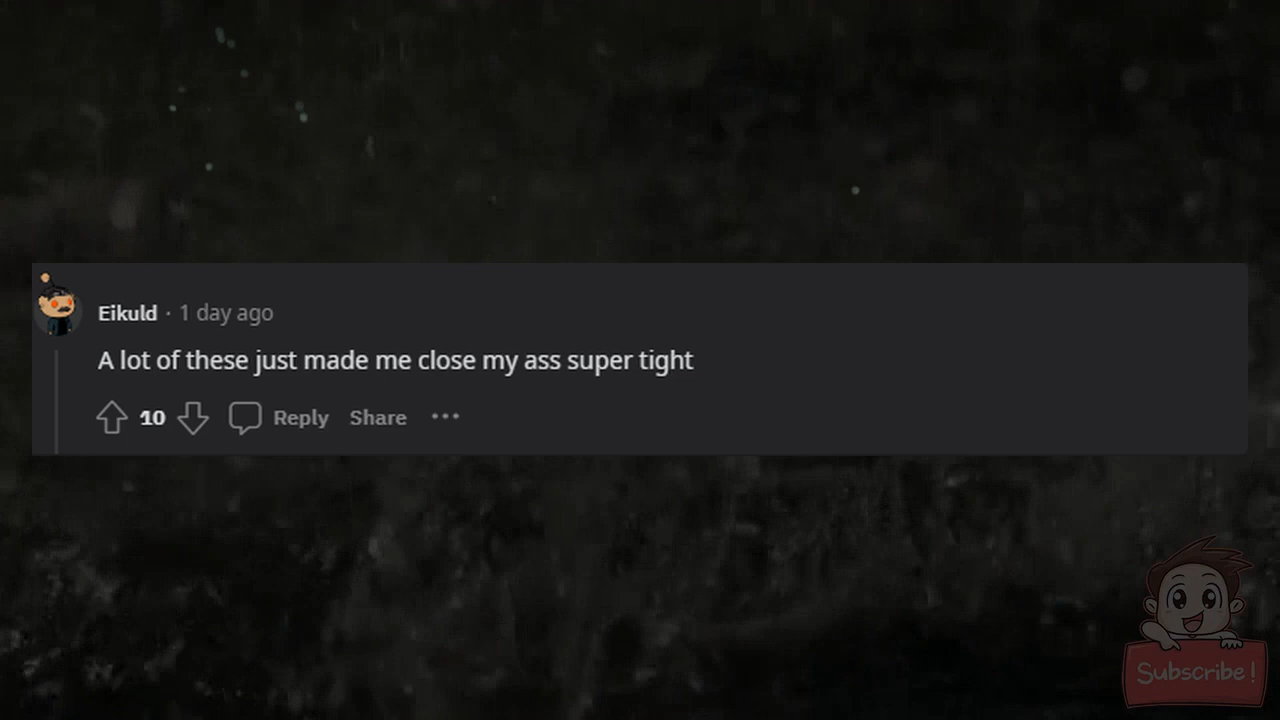 Eikuld · 1 day ago
A lot of these just made me close my ass super tight
10 Reply Share •••
Subscribe!